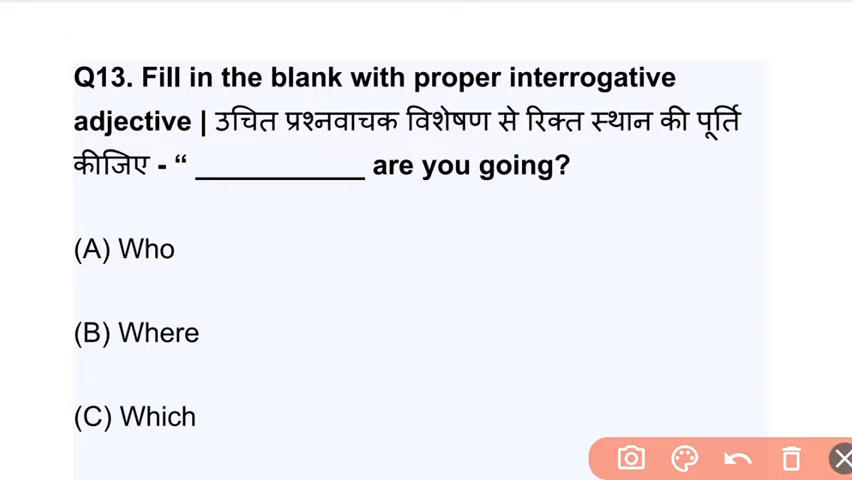 Q13. Fill in the blank with proper interrogative
adjective | उचित प्रश्नवाचक विशेषण से रिक्त स्थान की पूर्ति
कीजिए - “ ___________ are you going?
(A) Who
(B) Where
(C) Which